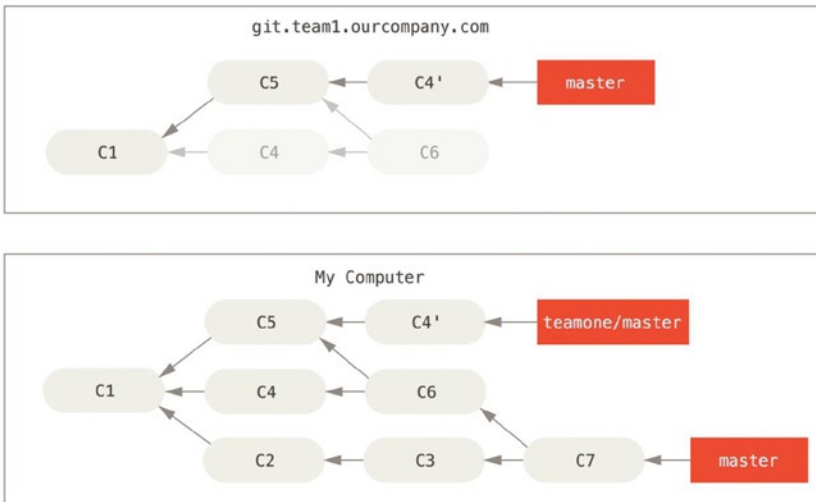 git.team1.ourcompany.com
C5 C4' master
C1 C4 C6
My Computer
C5 C4' teamone/master
C1 C4 C6
C2 C3 C7 master